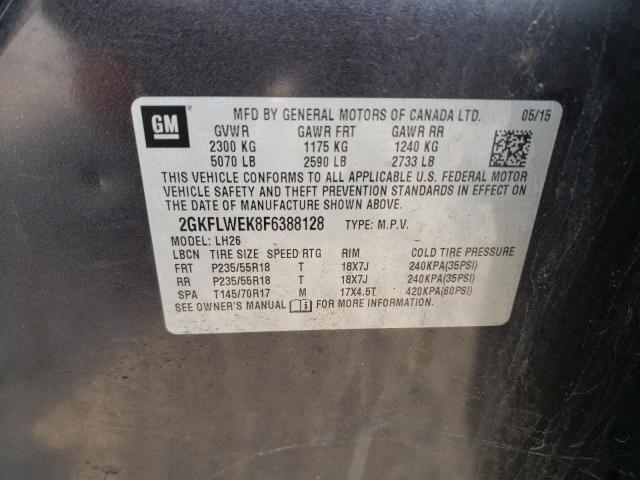 GM
MFD BY GENERAL MOTORS OF CANADA LTD. 05/15
GVWR GAWR FRT GAWR RR
2300 KG 1175 KG 1240 KG
5070 LB 2590 LB 2733 LB
THIS VEHICLE CONFORMS TO ALL APPLICABLE U.S. FEDERAL MOTOR
VEHICLE SAFETY AND THEFT PREVENTION STANDARDS IN EFFECT ON
THE DATE OF MANUFACTURE SHOWN ABOVE.
2GKFLWEK8F6388128 TYPE: M.P.V.
MODEL: LH26
LBCN TIRE SIZE SPEED RTG RIM COLD TIRE PRESSURE
FRT P235/55R18 T 18X7J 240KPA(35PSI)
RR P235/55R18 T 18X7J 240KPA(35PSI)
SPA T145/70R17 M 17X4.5T 420KPA(60PSI)
SEE OWNER'S MANUAL FOR MORE INFORMATION